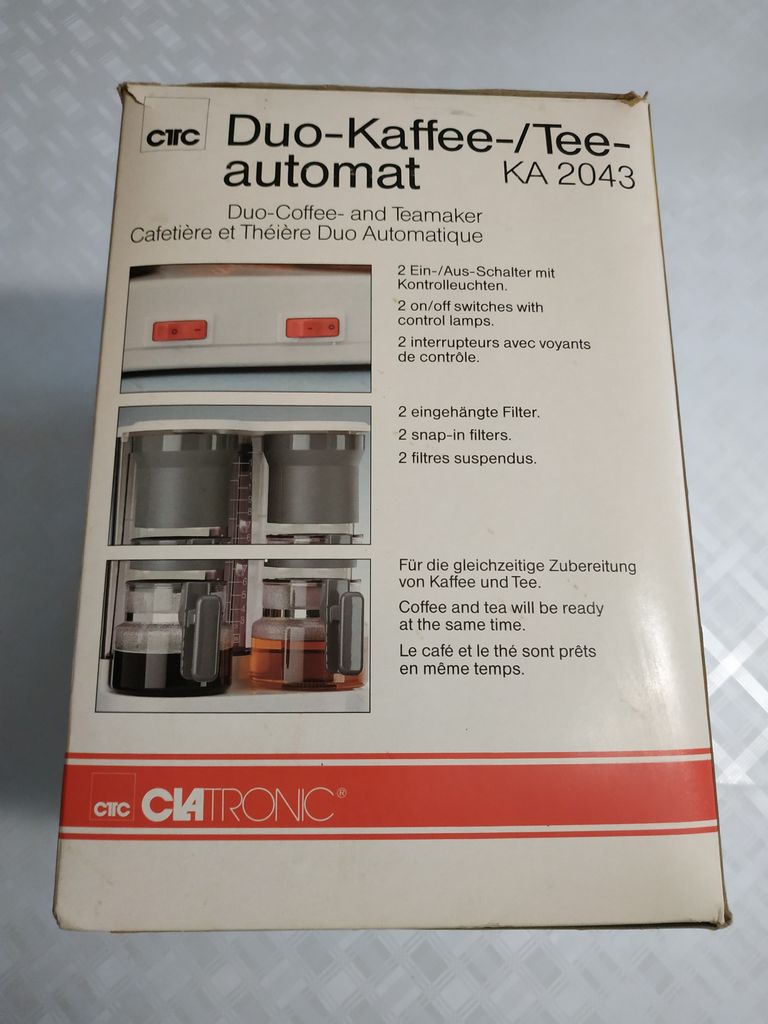 CTC
Duo-Kaffee-/Tee-
automat KA 2043
Duo-Coffee- and Teamaker
Cafetière et Théière Duo Automatique
2 Ein-/Aus-Schalter mit
Kontrolleuchten.
2 on/off switches with
control lamps.
2 interrupteurs avec voyants
de contrôle.
2 eingehängte Filter.
2 snap-in filters.
2 filtres suspendus.
Für die gleichzeitige Zubereitung
von Kaffee und Tee.
Coffee and tea will be ready
at the same time.
Le café et le thé sont prêts
en même temps.
CTC CLATRONIC®